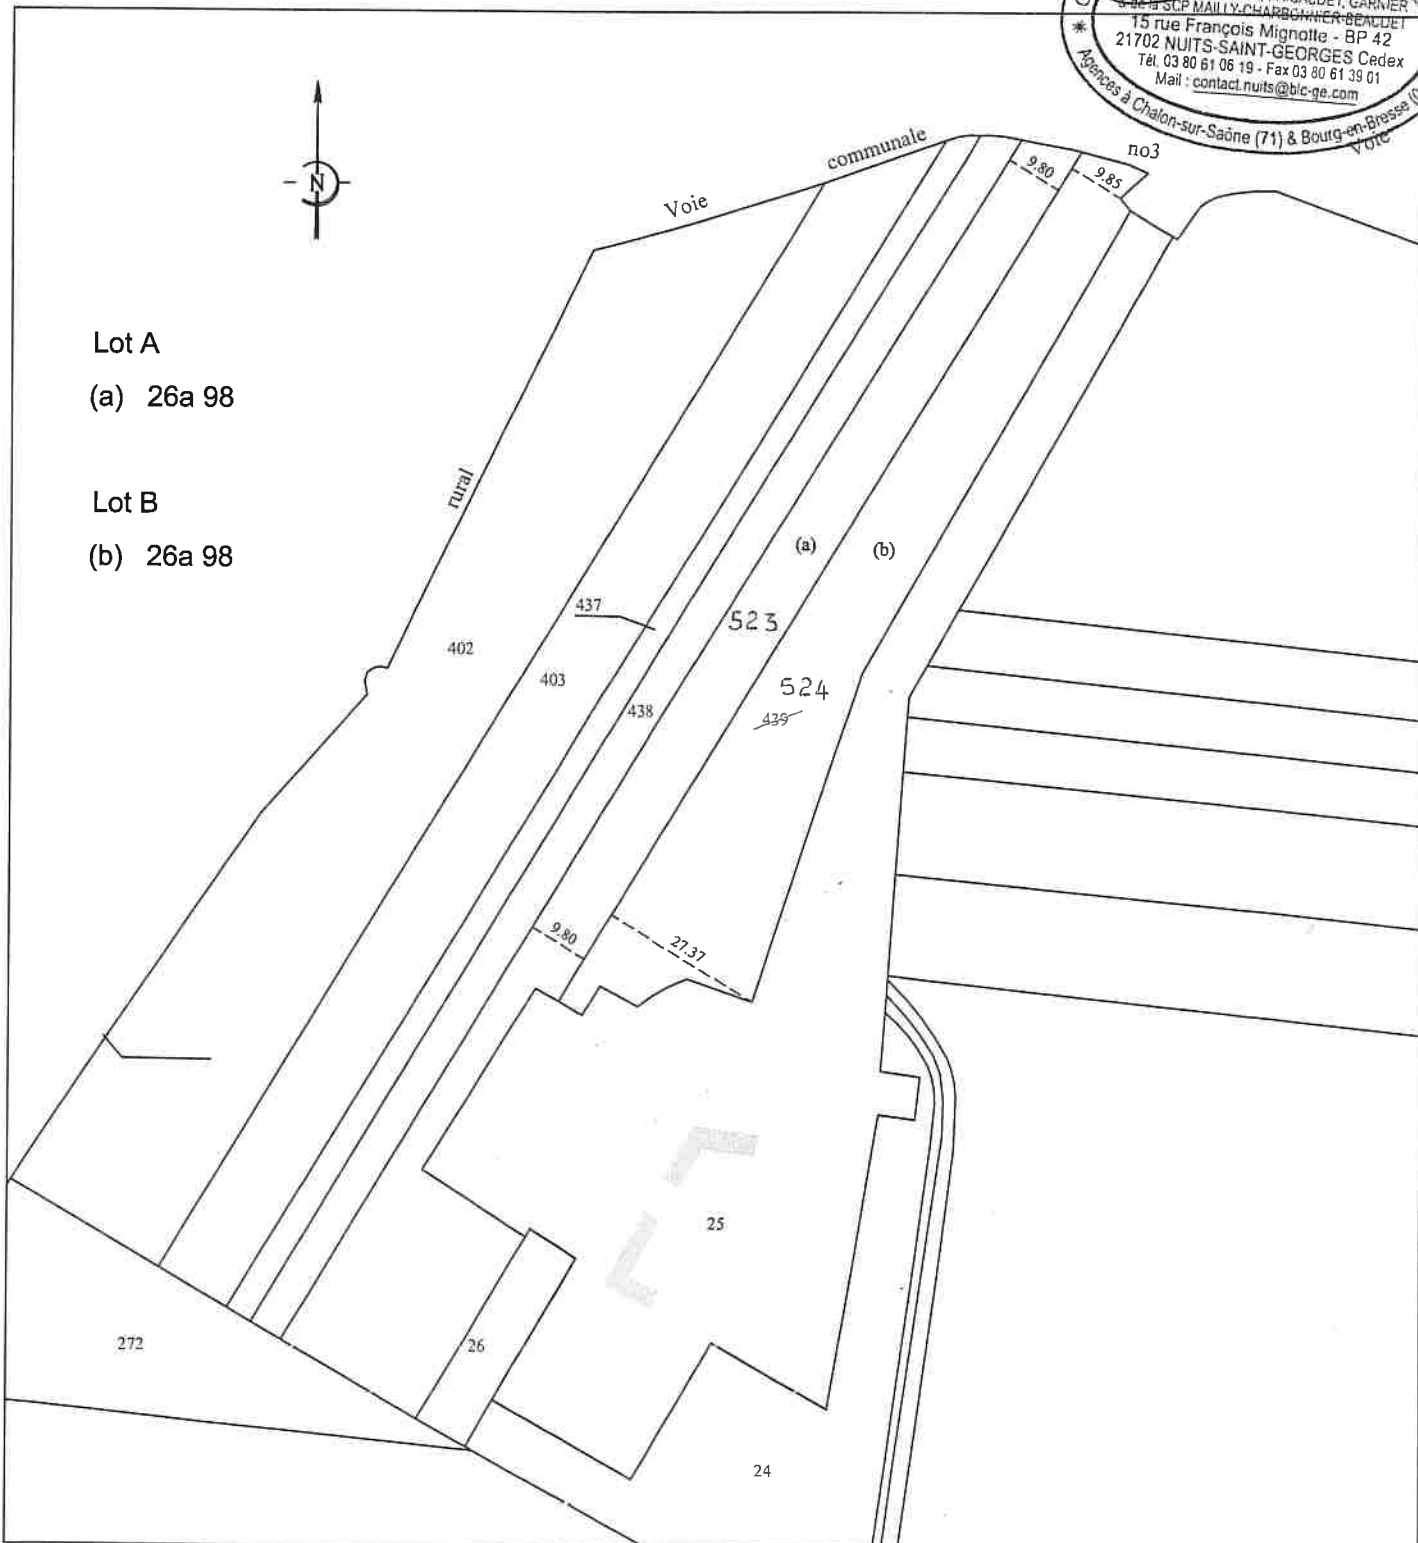 & de la SCP MAILLY-CHARBONNIER-BEAUDET
15 rue François Mignotte - BP 42
21702 NUITS-SAINT-GEORGES Cedex
Tél. 03 80 61 06 19 - Fax 03 80 61 39 01
Mail : contact.nuits@blc-ge.com
* Agences à Chalon-sur-Saône (71) & Bourg-en-Bresse
Voie communale no3
Voie
9.80
9.85
N
Lot A
(a) 26a 98
rural
Lot B
(b) 26a 98
(a)
(b)
437
523
402
403
524
438
439
9.80
27.37
25
272
26
24